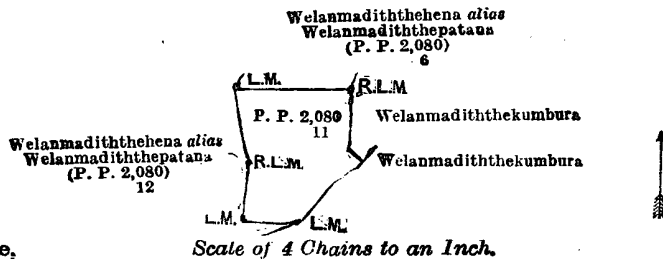 Welanmadiththehena alias
Welanmadiththepatana
(P. P. 2,080)
6
L.M.
R.L.M
P. P. 2,080
11
Welanmadiththekumbura
Welanmadiththehena alias
Welanmadiththepatana
(P. P. 2,080)
12
R.L.M.
Welanmadiththekumbura
L.M.
L.M.
e,
Scale of 4 Chains to an Inch.